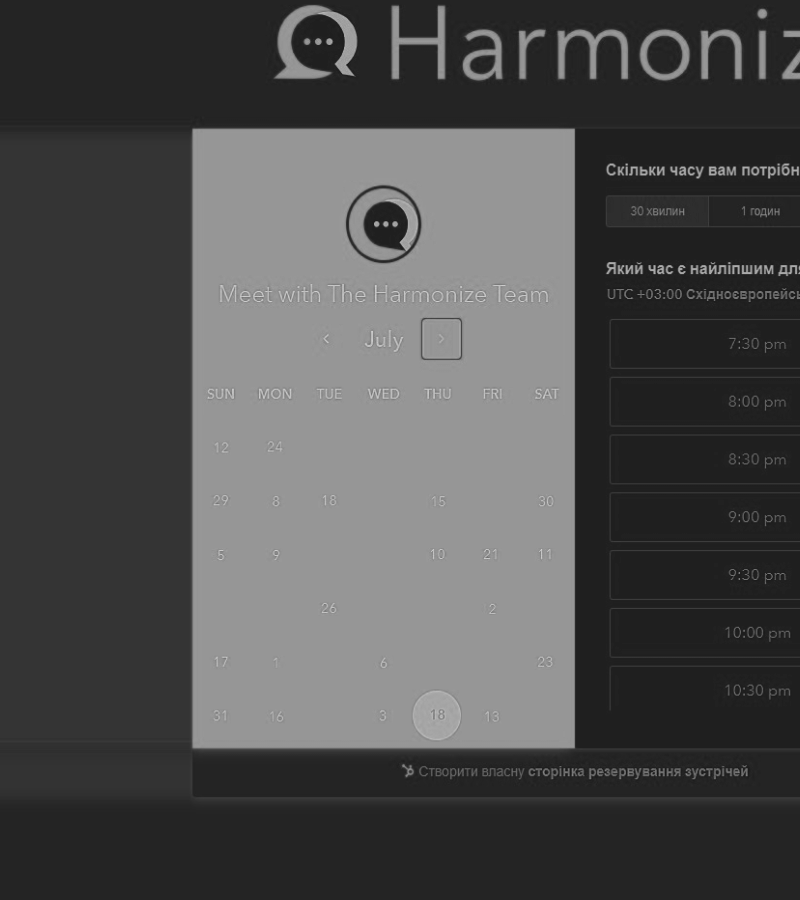 Harmoniz
Meet with The Harmonize Team
July
SUN MON TUE WED THU FRI SAT
12 24
29 8 18 15 30
5 9 10 21 11
26 2
17 1 6 23
31 16 3 18 13
Скільки часу вам потрібн
30 хвилин 1 годин
Який час є найліпшим для
UTC +03:00 Східноєвропейсь
7:30 pm
8:00 pm
8:30 pm
9:00 pm
9:30 pm
10:00 pm
10:30 pm
Створити власну сторінка резервування зустрічей